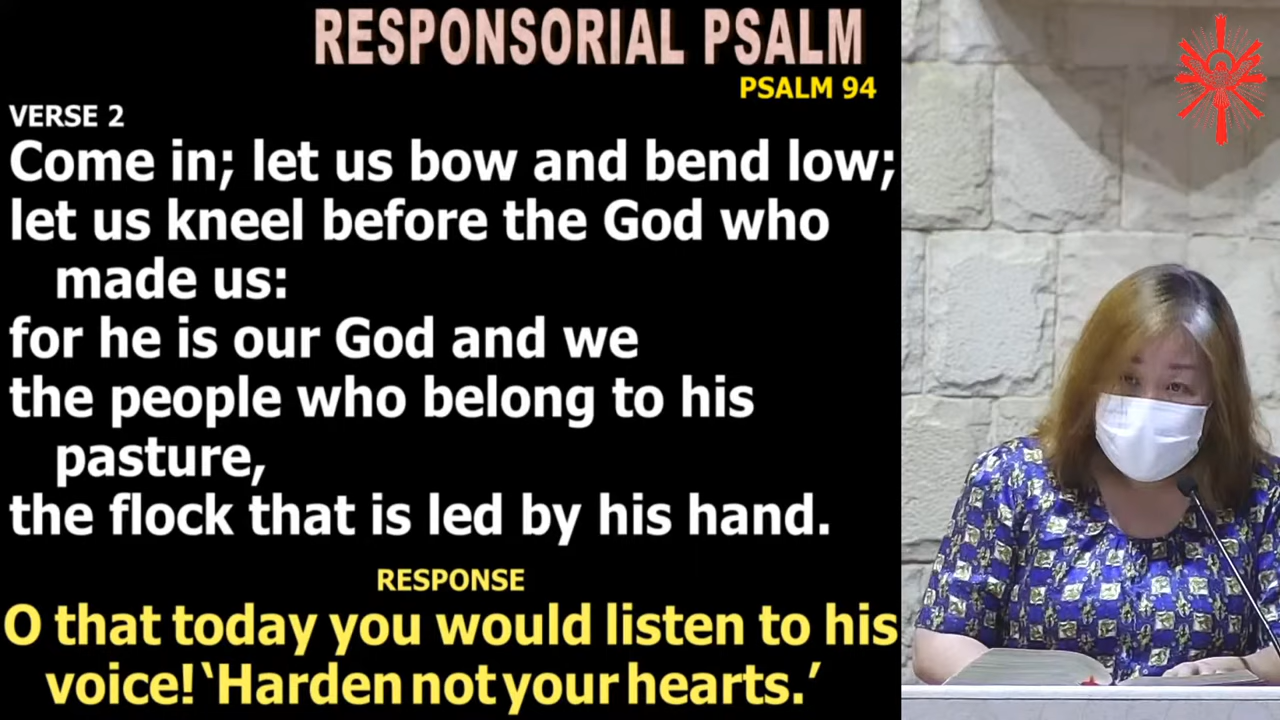 RESPONSORIAL PSALM
PSALM 94
VERSE 2
Come in; let us bow and bend low;
let us kneel before the God who
made us:
for he is our God and we
the people who belong to his
pasture,
the flock that is led by his hand.
RESPONSE
O that today you would listen to his
voice! ‘Harden not your hearts.’